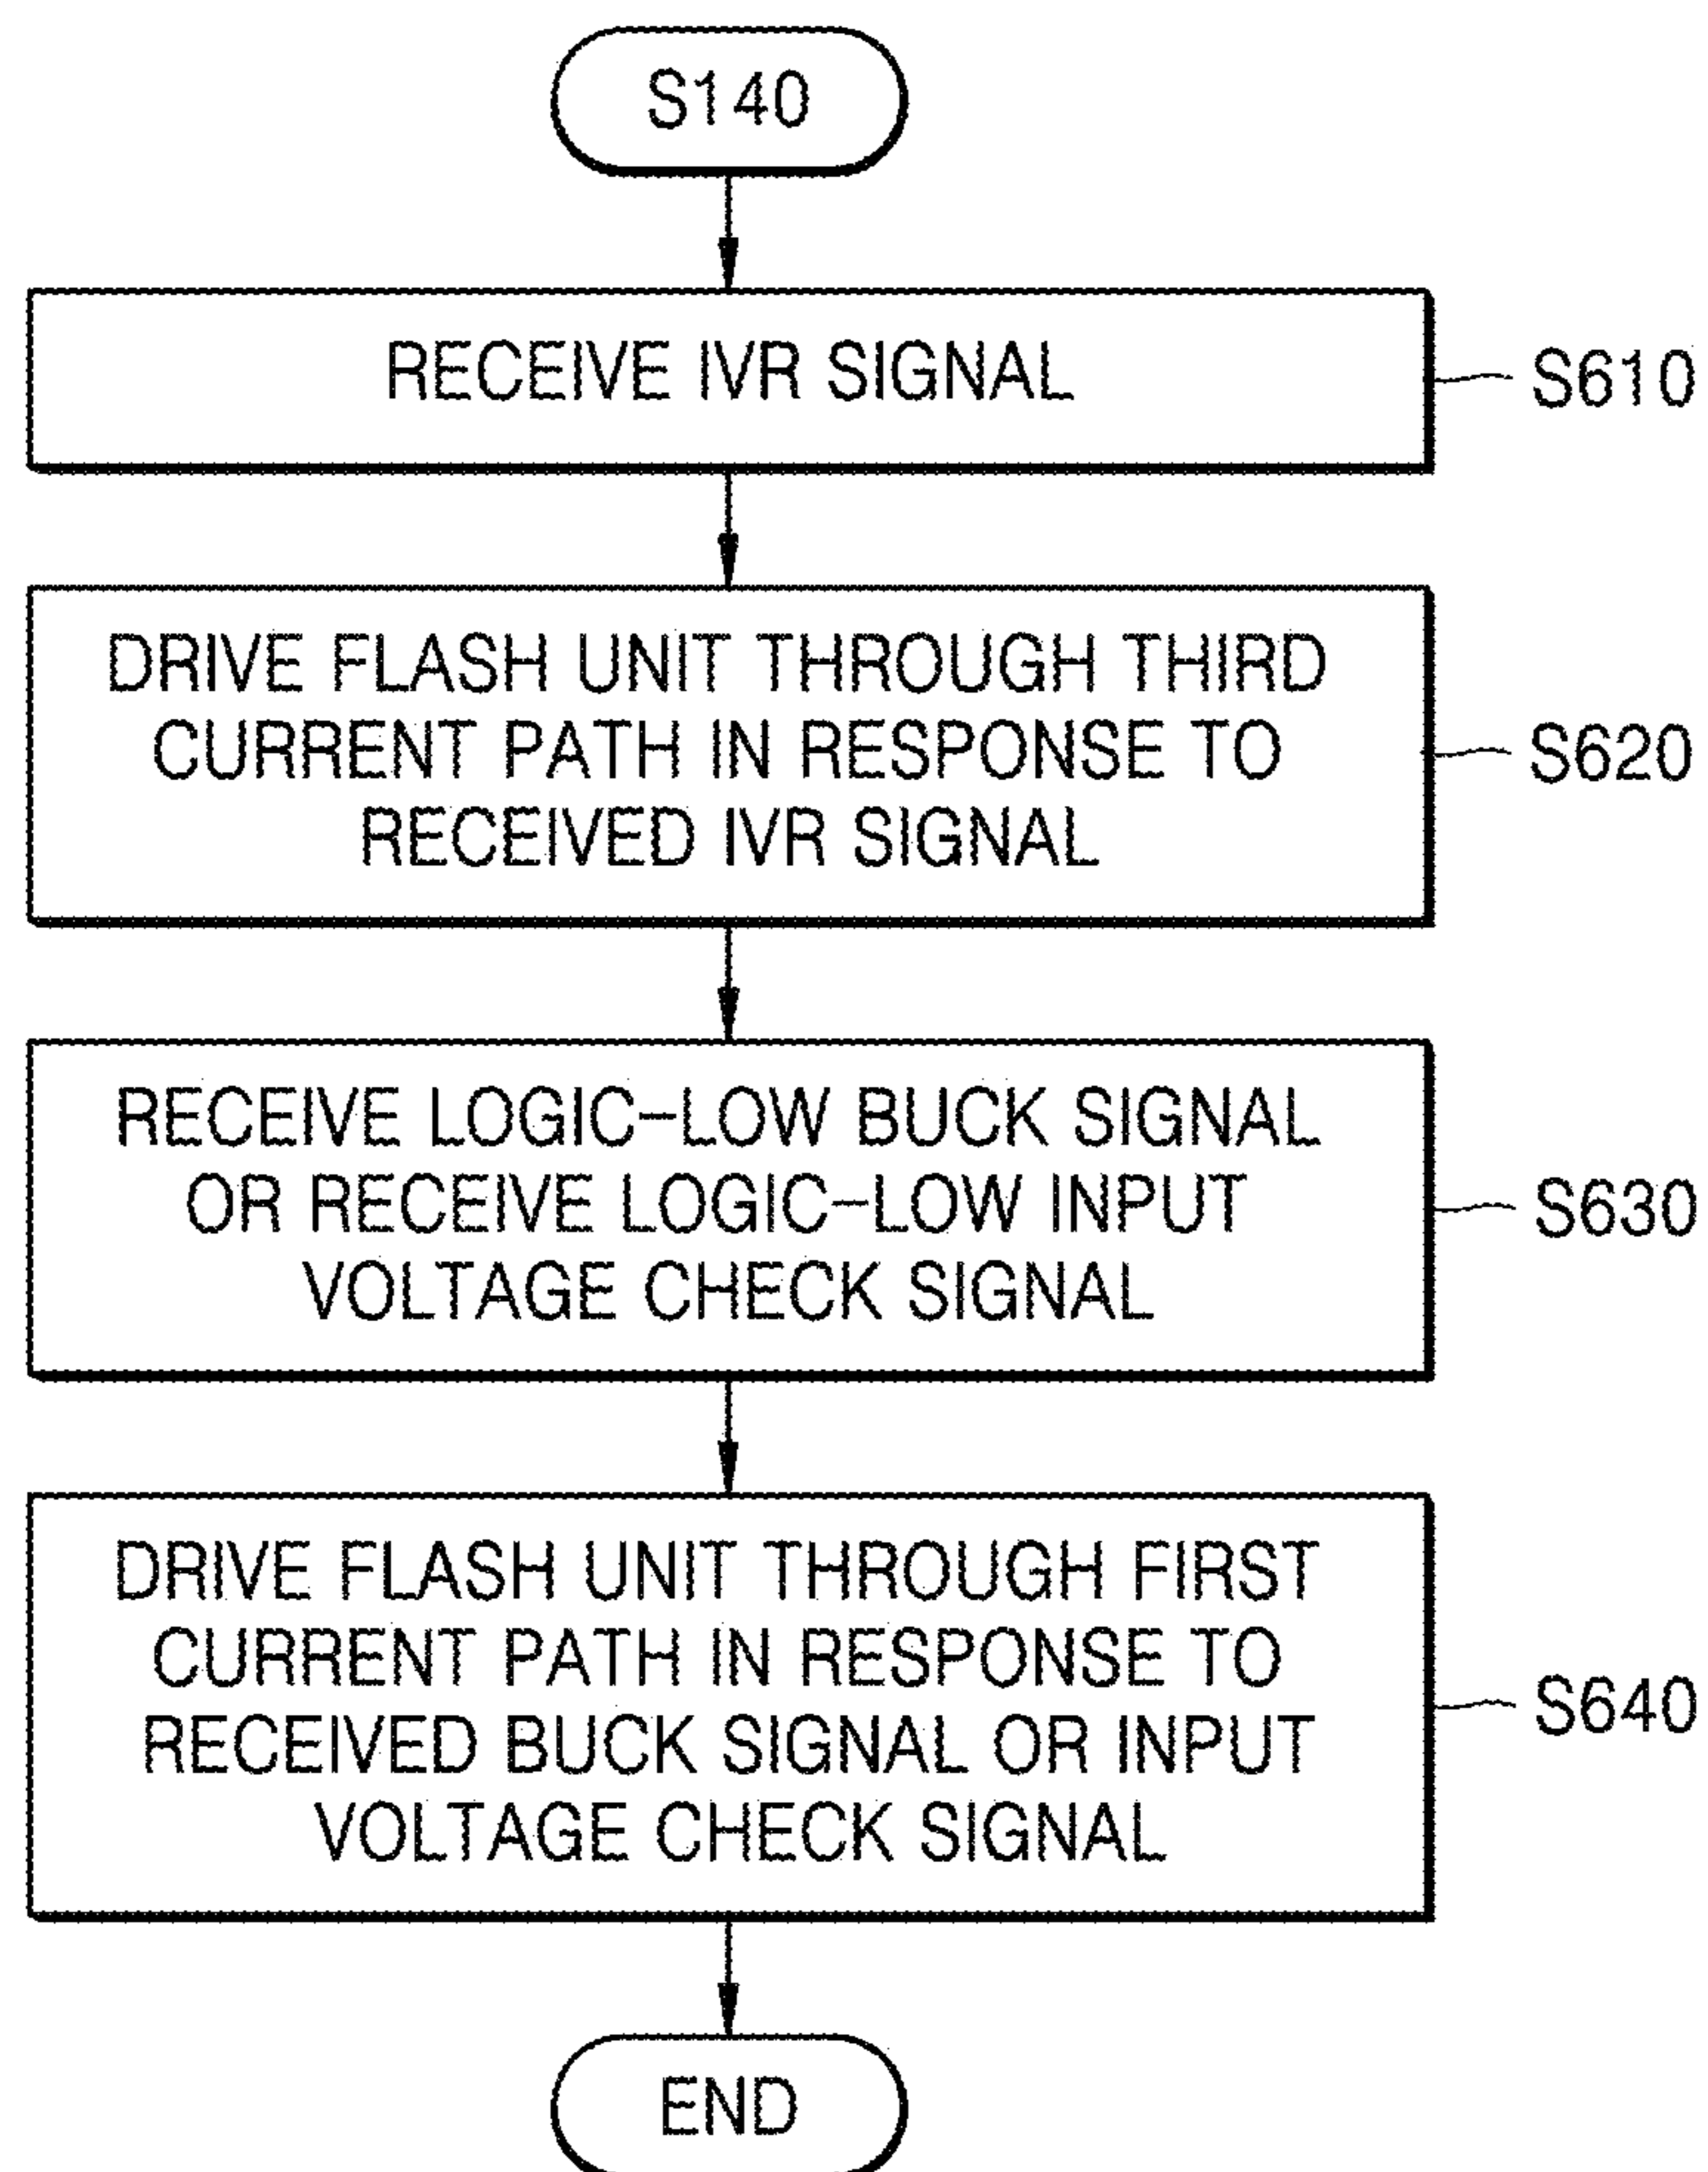 S140
RECEIVE IVR SIGNAL
S610
DRIVE FLASH UNIT THROUGH THIRD
CURRENT PATH IN RESPONSE TO
RECEIVED IVR SIGNAL
S620
RECEIVE LOGIC-LOW BUCK SIGNAL
OR RECEIVE LOGIC-LOW INPUT
VOLTAGE CHECK SIGNAL
S630
DRIVE FLASH UNIT THROUGH FIRST
CURRENT PATH IN RESPONSE TO
RECEIVED BUCK SIGNAL OR INPUT
VOLTAGE CHECK SIGNAL
S640
END